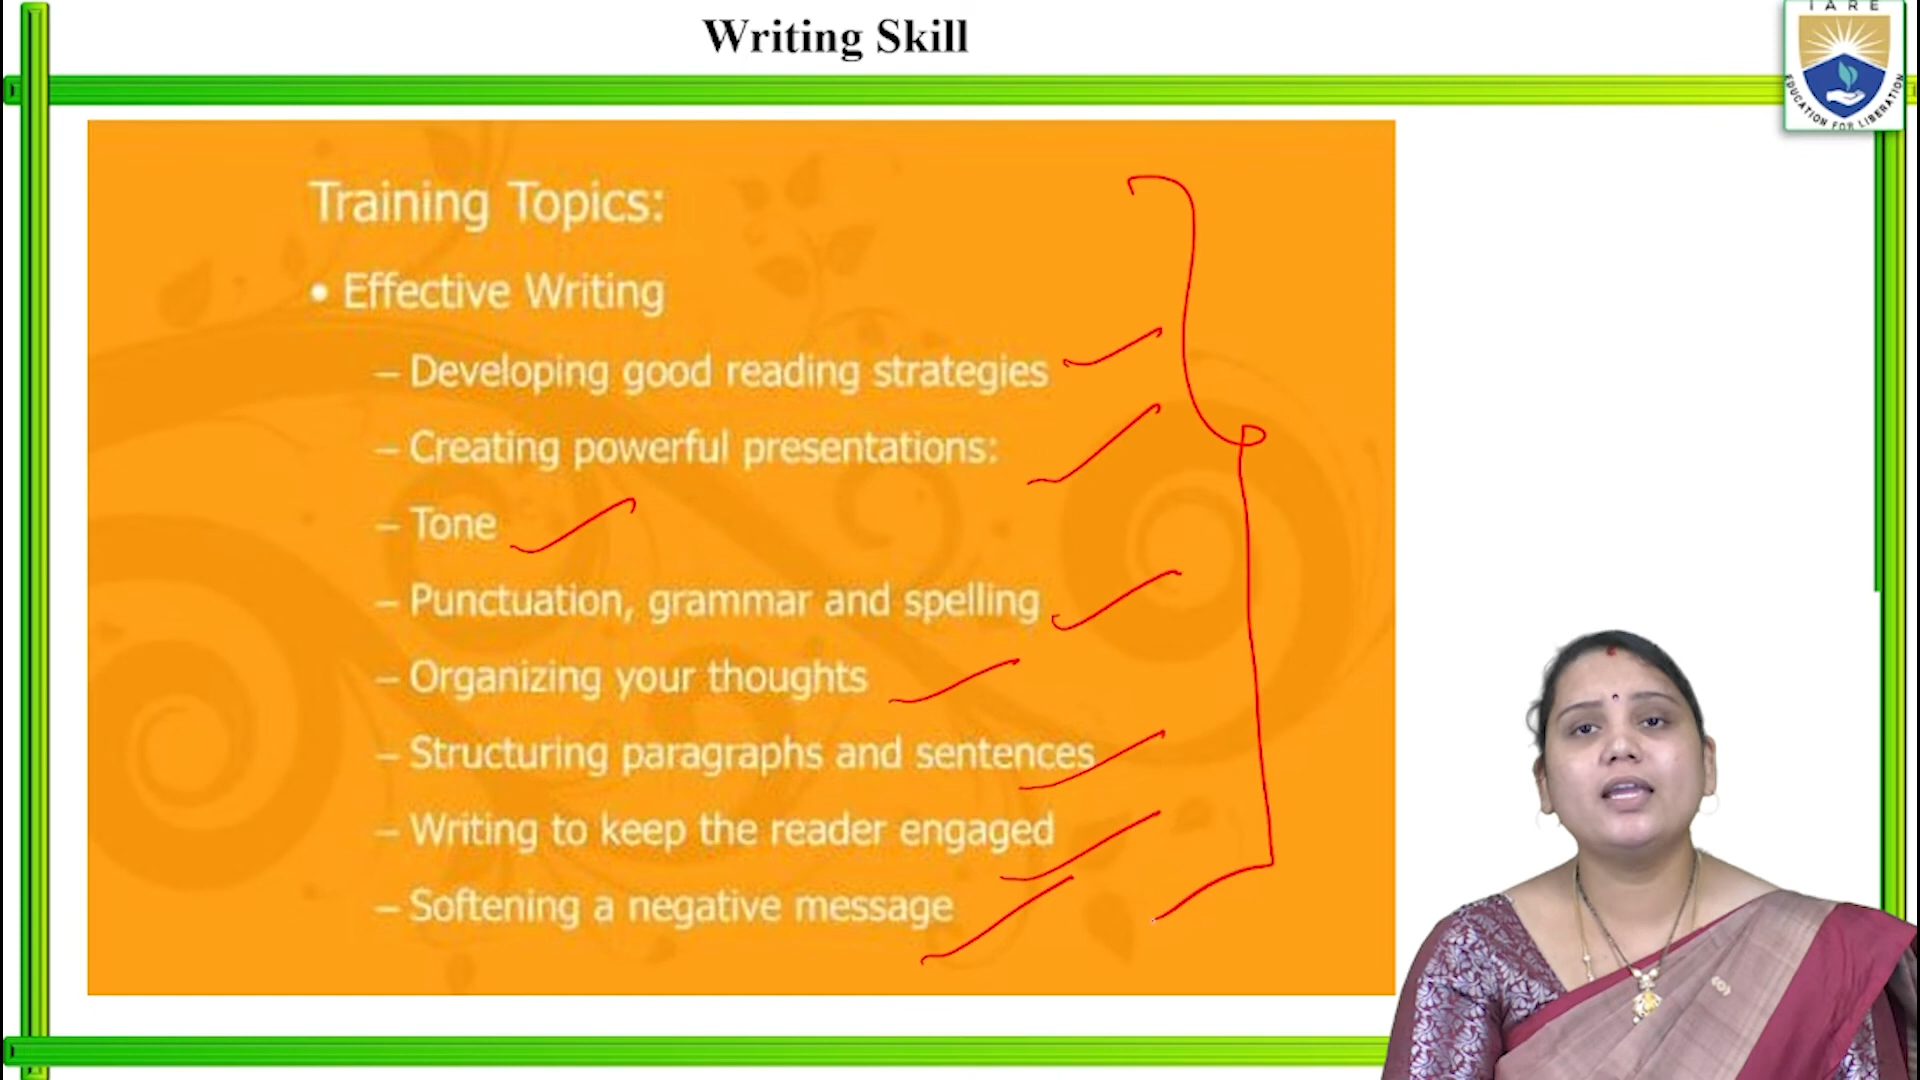 Writing Skill
IARE
EDUCATION FOR LIBERATION
Training Topics:
• Effective Writing
– Developing good reading strategies
– Creating powerful presentations:
– Tone
– Punctuation, grammar and spelling
– Organizing your thoughts
– Structuring paragraphs and sentences
– Writing to keep the reader engaged
– Softening a negative message